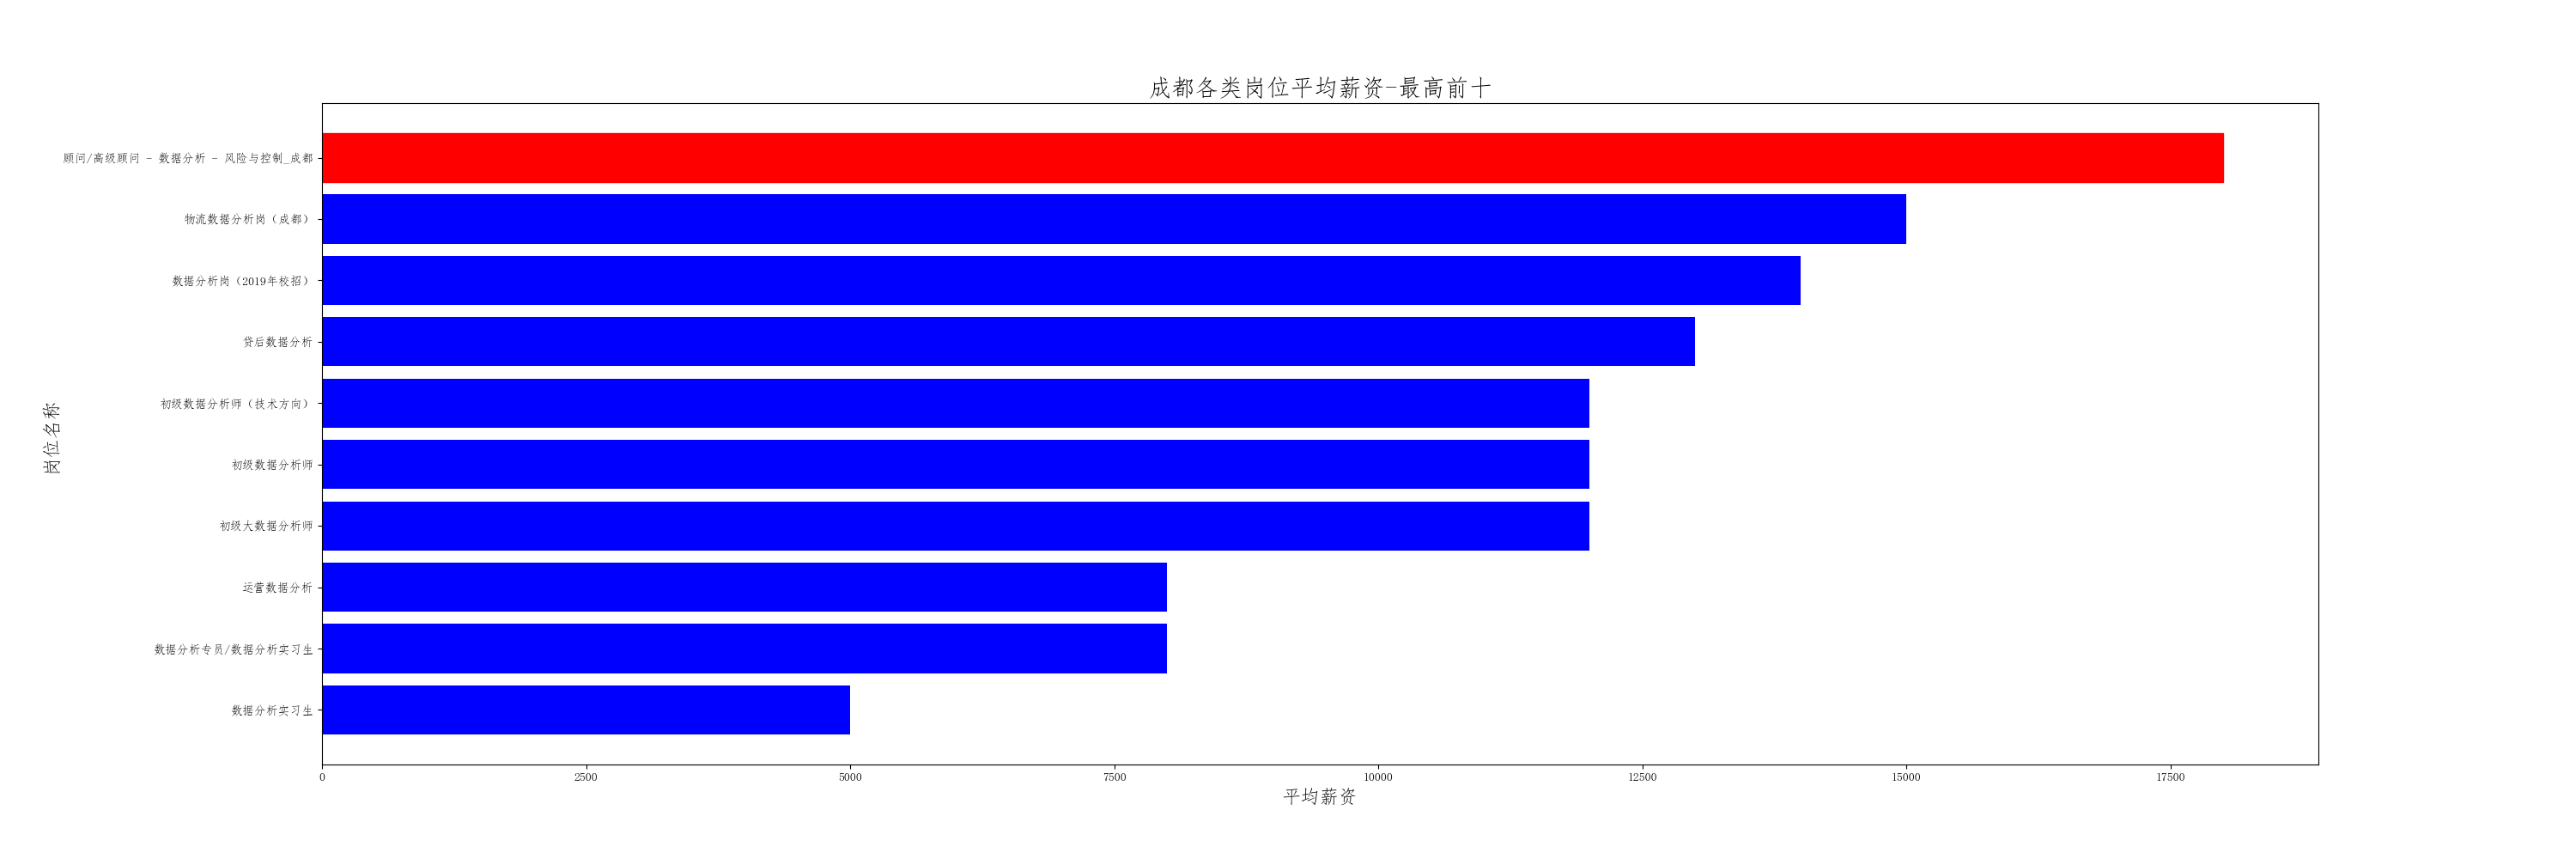 成都各类岗位平均薪资-最高前十
岗位名称
顾问/高级顾问 - 数据分析 - 风险与控制_成都
物流数据分析岗（成都）
数据分析岗（2019年校招）
贷后数据分析
初级数据分析师（技术方向）
初级数据分析师
初级大数据分析师
运营数据分析
数据分析专员/数据分析实习生
数据分析实习生
0 2500 5000 7500 10000 12500 15000 17500
平均薪资